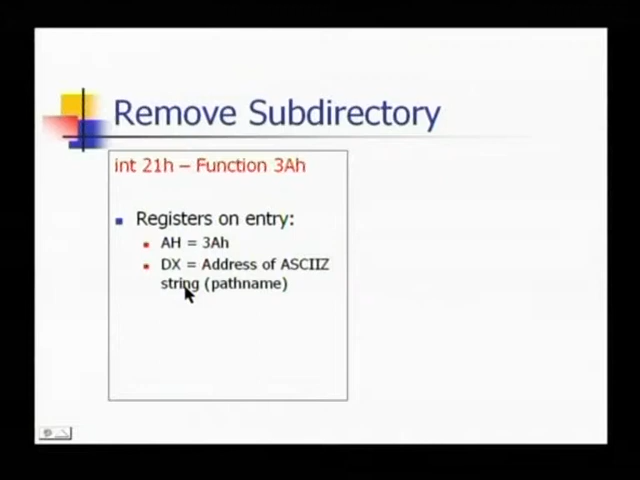 Remove Subdirectory
int 21h – Function 3Ah
Registers on entry:
AH = 3Ah
DX = Address of ASCIIZ
string (pathname)